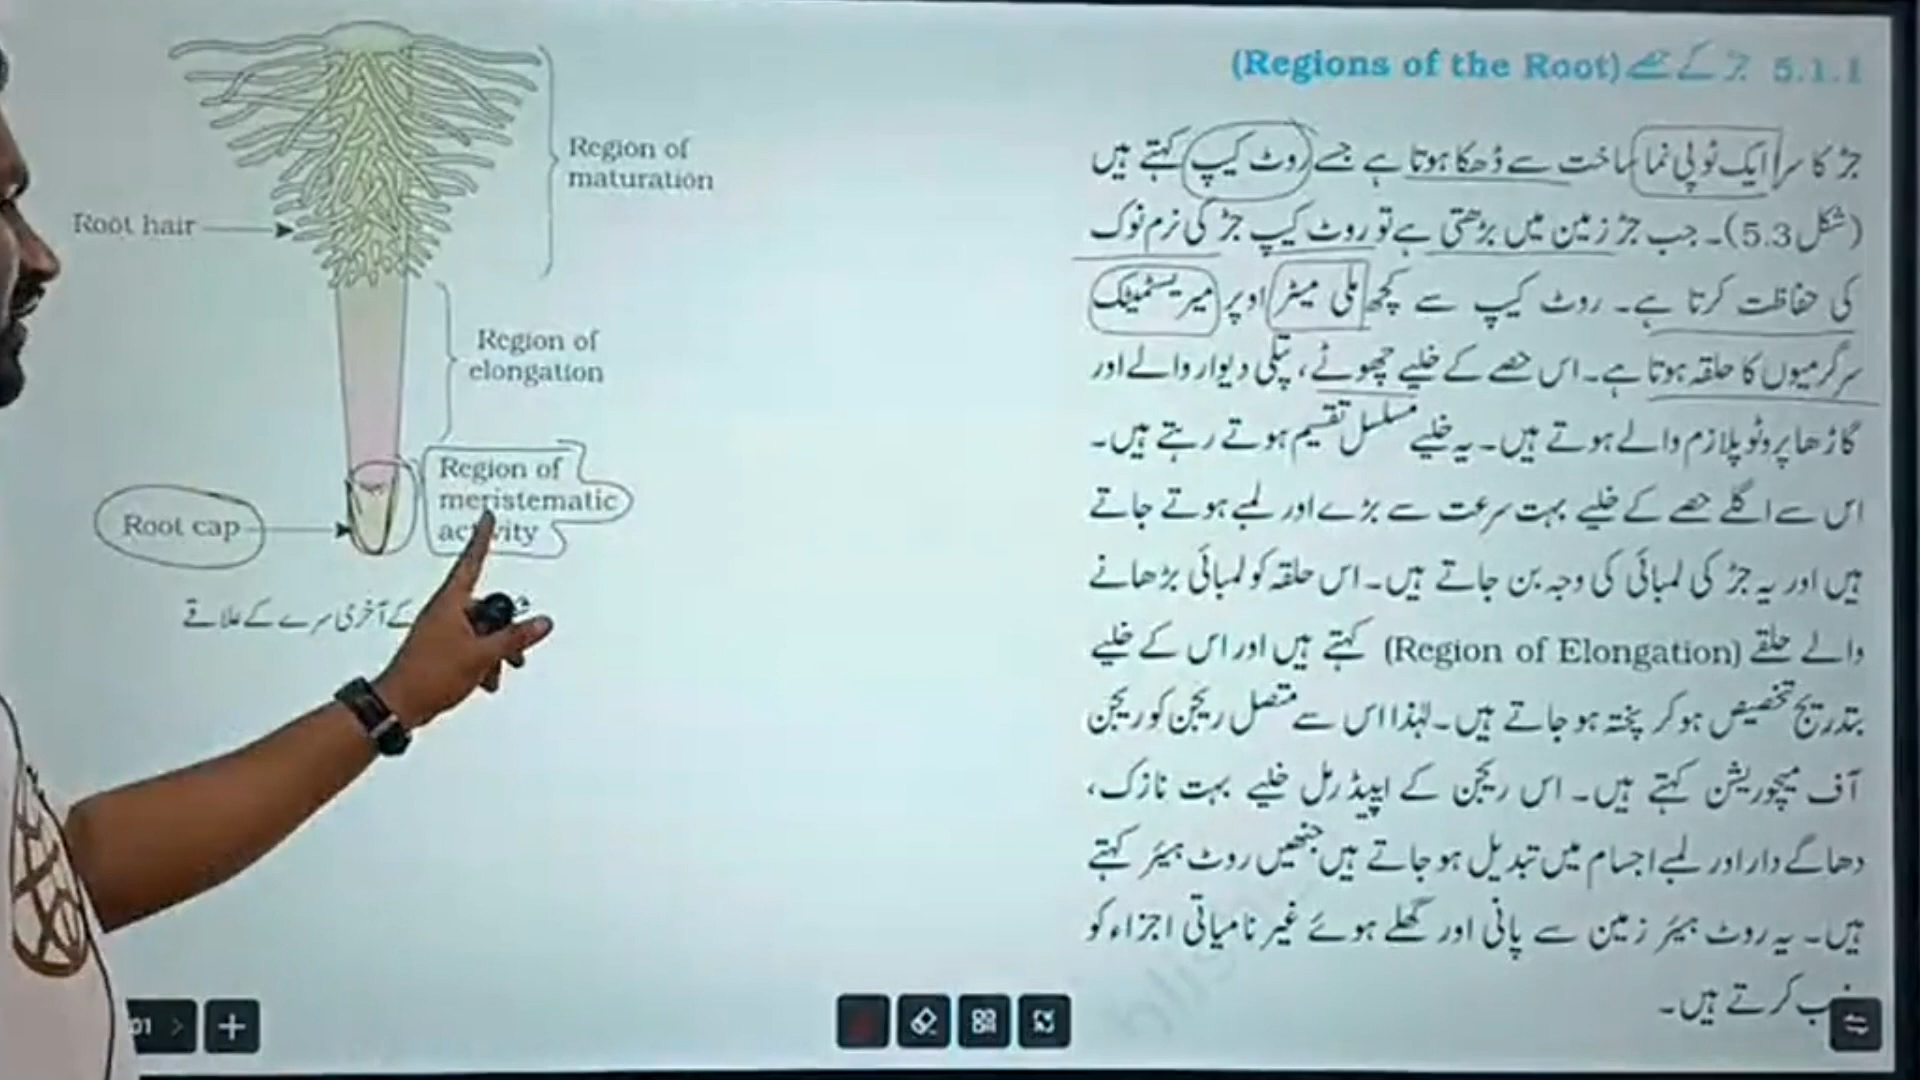 Region of
maturation
Root hair
Region of
elongation
Region of
meristematic
activity
Root cap
کے آخری سرے کے علاقے
5.1.1 جڑ کے حصے (Regions of the Root)
جڑ کا سرا ایک ٹوپی نما ساخت سے ڈھکا ہوتا ہے جسے روٹ کیپ کہتے ہیں
(شکل 5.3)۔ جب جڑ زمین میں بڑھتی ہے تو روٹ کیپ جڑ کی نرم نوک
کی حفاظت کرتا ہے۔ روٹ کیپ سے کچھ ملی میٹر اوپر میریسٹمیٹک
سرگرمیوں کا حلقہ ہوتا ہے۔ اس حصے کے خلیے چھوٹے، پتلی دیوار والے اور
گاڑھا پروٹوپلازم والے ہوتے ہیں۔ یہ خلیے مسلسل تقسیم ہوتے رہتے ہیں۔
اس سے اگلے حصے کے خلیے بہت سرعت سے بڑے اور لمبے ہوتے جاتے
ہیں اور یہ جڑ کی لمبائی کی وجہ بن جاتے ہیں۔ اس حلقہ کو لمبائی بڑھانے
والے حلقے (Region of Elongation) کہتے ہیں اور اس کے خلیے
بتدریج تخصیص ہو کر پختہ ہو جاتے ہیں۔ لہٰذا اس سے متصل ریجن کو ریجن
آف میچوریشن کہتے ہیں۔ اس ریجن کے ایپیڈرمل خلیے بہت نازک،
دھاگے دار اور لمبے اجسام میں تبدیل ہو جاتے ہیں جنھیں روٹ ہیئر کہتے
ہیں۔ یہ روٹ ہیئر زمین سے پانی اور گھلے ہوئے غیر نامیاتی اجزاء کو
کرتے ہیں۔
01